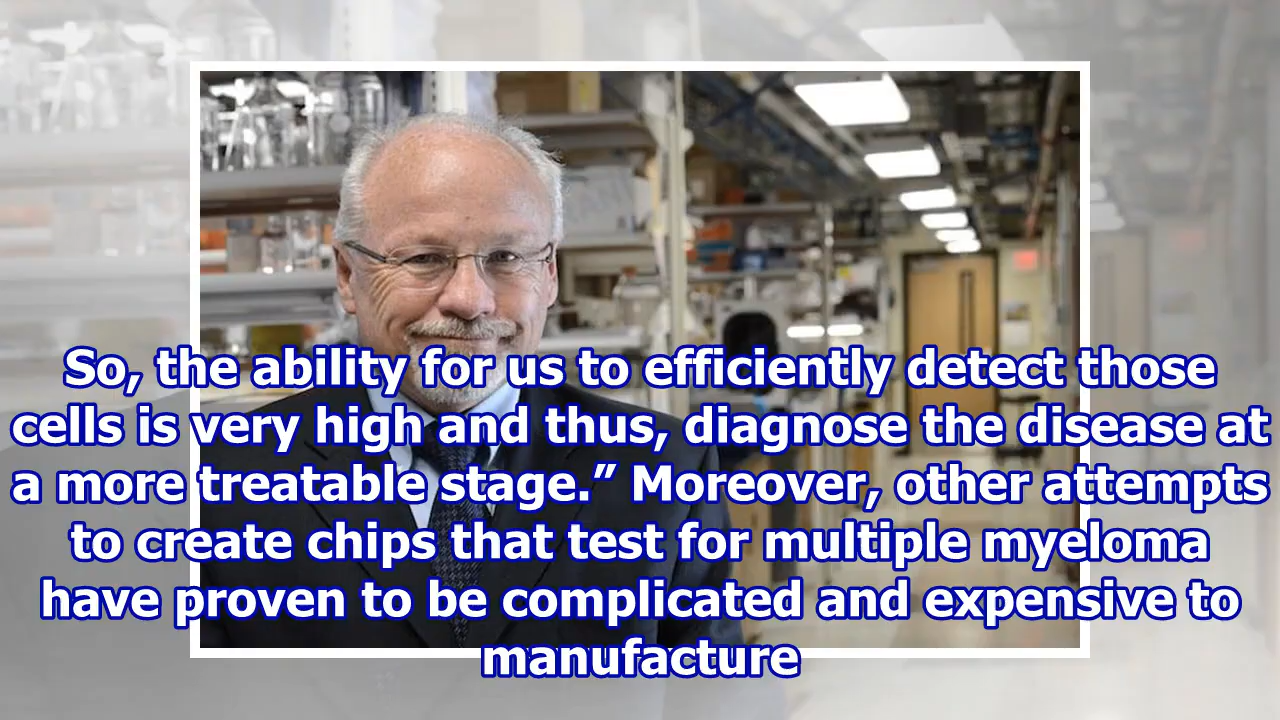 So, the ability for us to efficiently detect those
cells is very high and thus, diagnose the disease at
a more treatable stage.” Moreover, other attempts
to create chips that test for multiple myeloma
have proven to be complicated and expensive to
manufacture